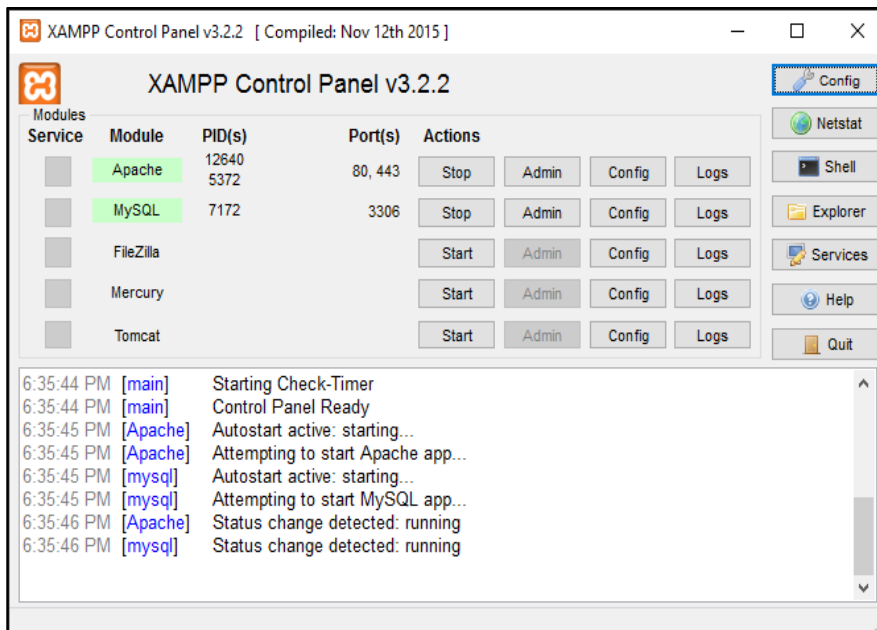 XAMPP Control Panel v3.2.2 [ Compiled: Nov 12th 2015 ]
XAMPP Control Panel v3.2.2
Config
Modules
Service Module PID(s) Port(s) Actions
Netstat
Apache 12640 5372 80, 443 Stop Admin Config Logs
Shell
MySQL 7172 3306 Stop Admin Config Logs
Explorer
FileZilla Start Admin Config Logs
Services
Mercury Start Admin Config Logs
Help
Tomcat Start Admin Config Logs
Quit
6:35:44 PM [main] Starting Check-Timer
6:35:44 PM [main] Control Panel Ready
6:35:45 PM [Apache] Autostart active: starting...
6:35:45 PM [Apache] Attempting to start Apache app...
6:35:45 PM [mysql] Autostart active: starting...
6:35:45 PM [mysql] Attempting to start MySQL app...
6:35:46 PM [Apache] Status change detected: running
6:35:46 PM [mysql] Status change detected: running